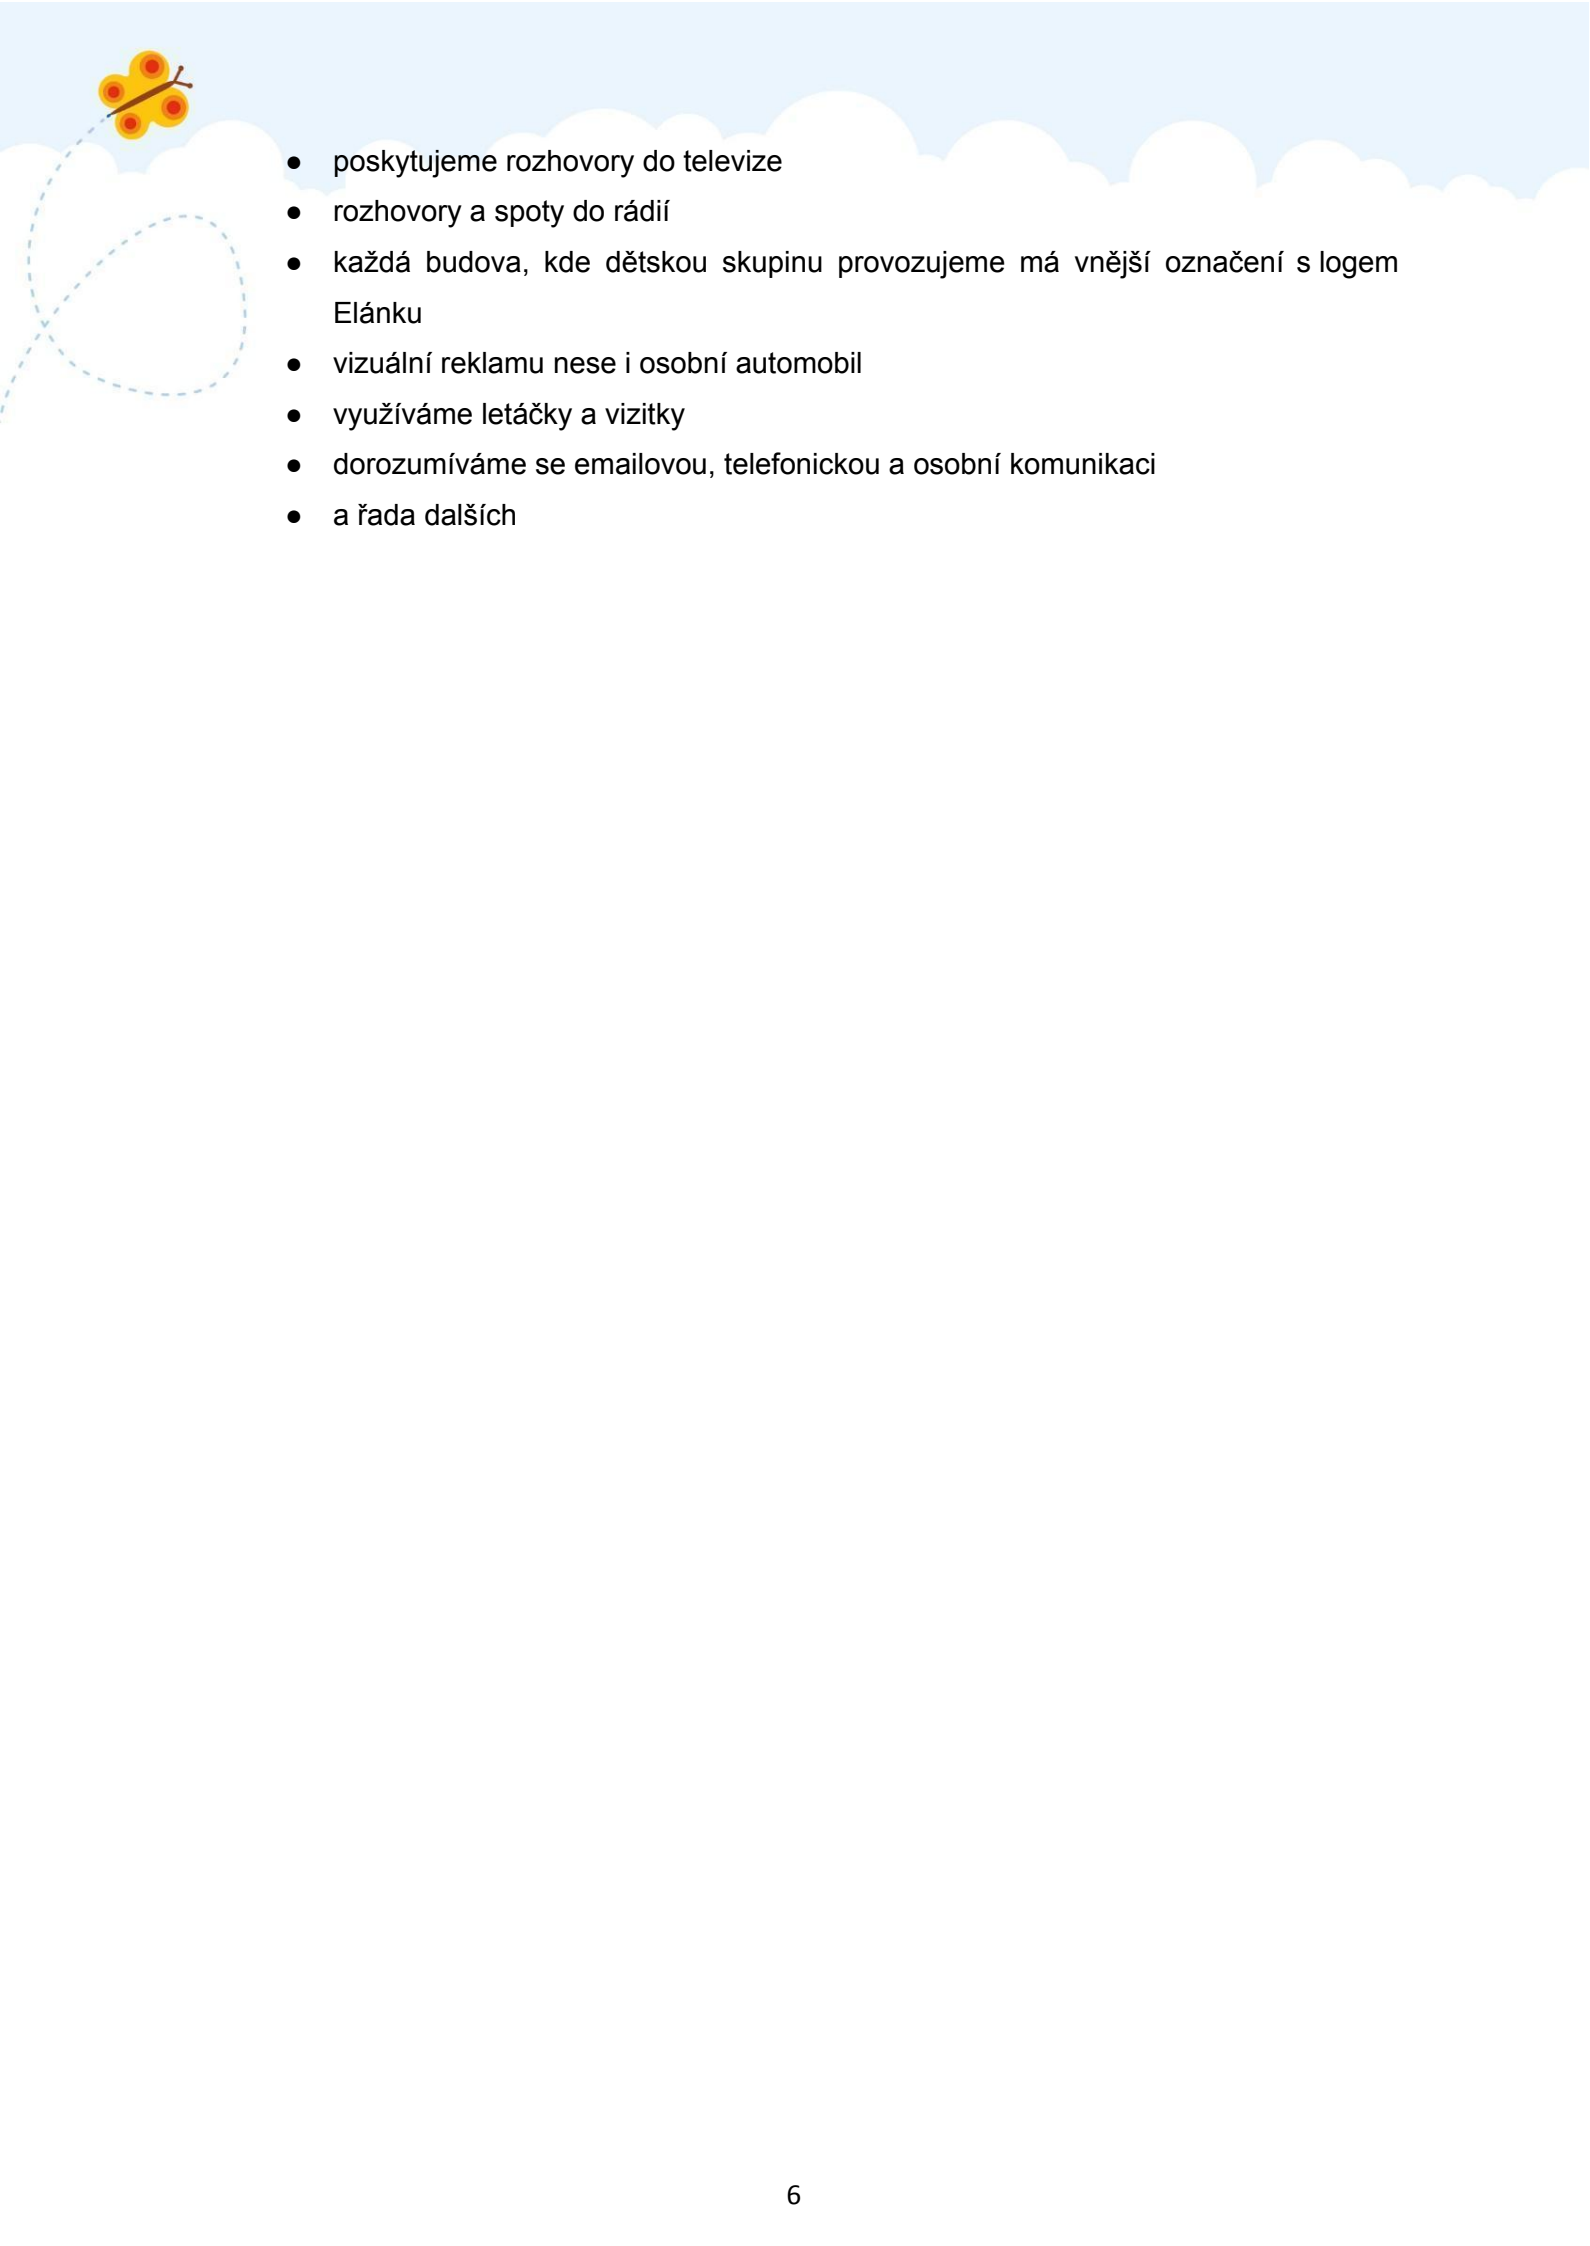 ● poskytujeme rozhovory do televize
● rozhovory a spoty do rádií
● každá budova, kde dětskou skupinu provozujeme má vnější označení s logem
Elánku
● vizuální reklamu nese i osobní automobil
● využíváme letáčky a vizitky
● dorozumíváme se emailovou, telefonickou a osobní komunikaci
● a řada dalších
6